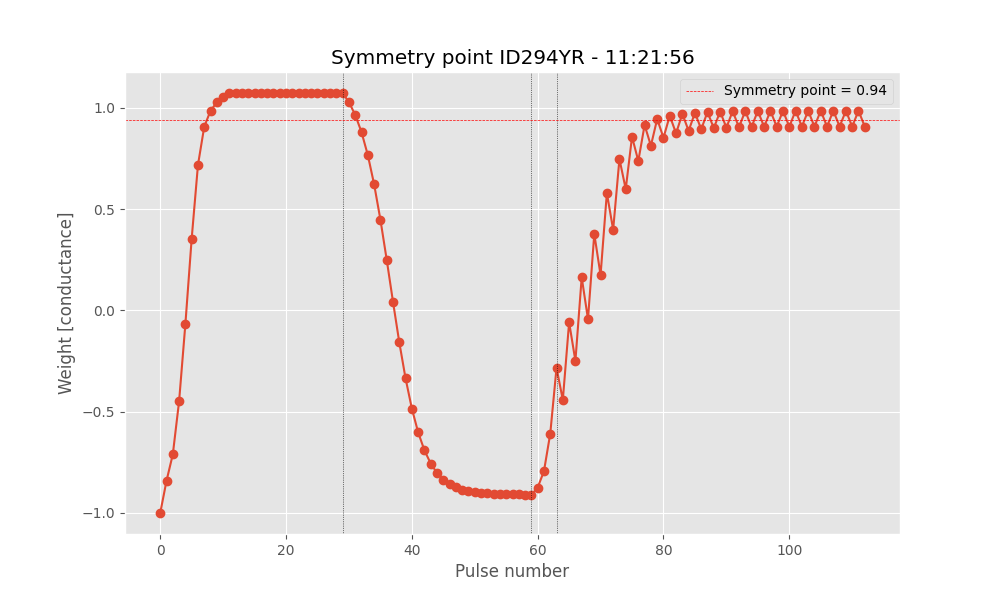 Symmetry point ID294YR - 11:21:56
Symmetry point = 0.94
1.0
0.5
0.0
−0.5
−1.0
Weight [conductance]
0 20 40 60 80 100
Pulse number